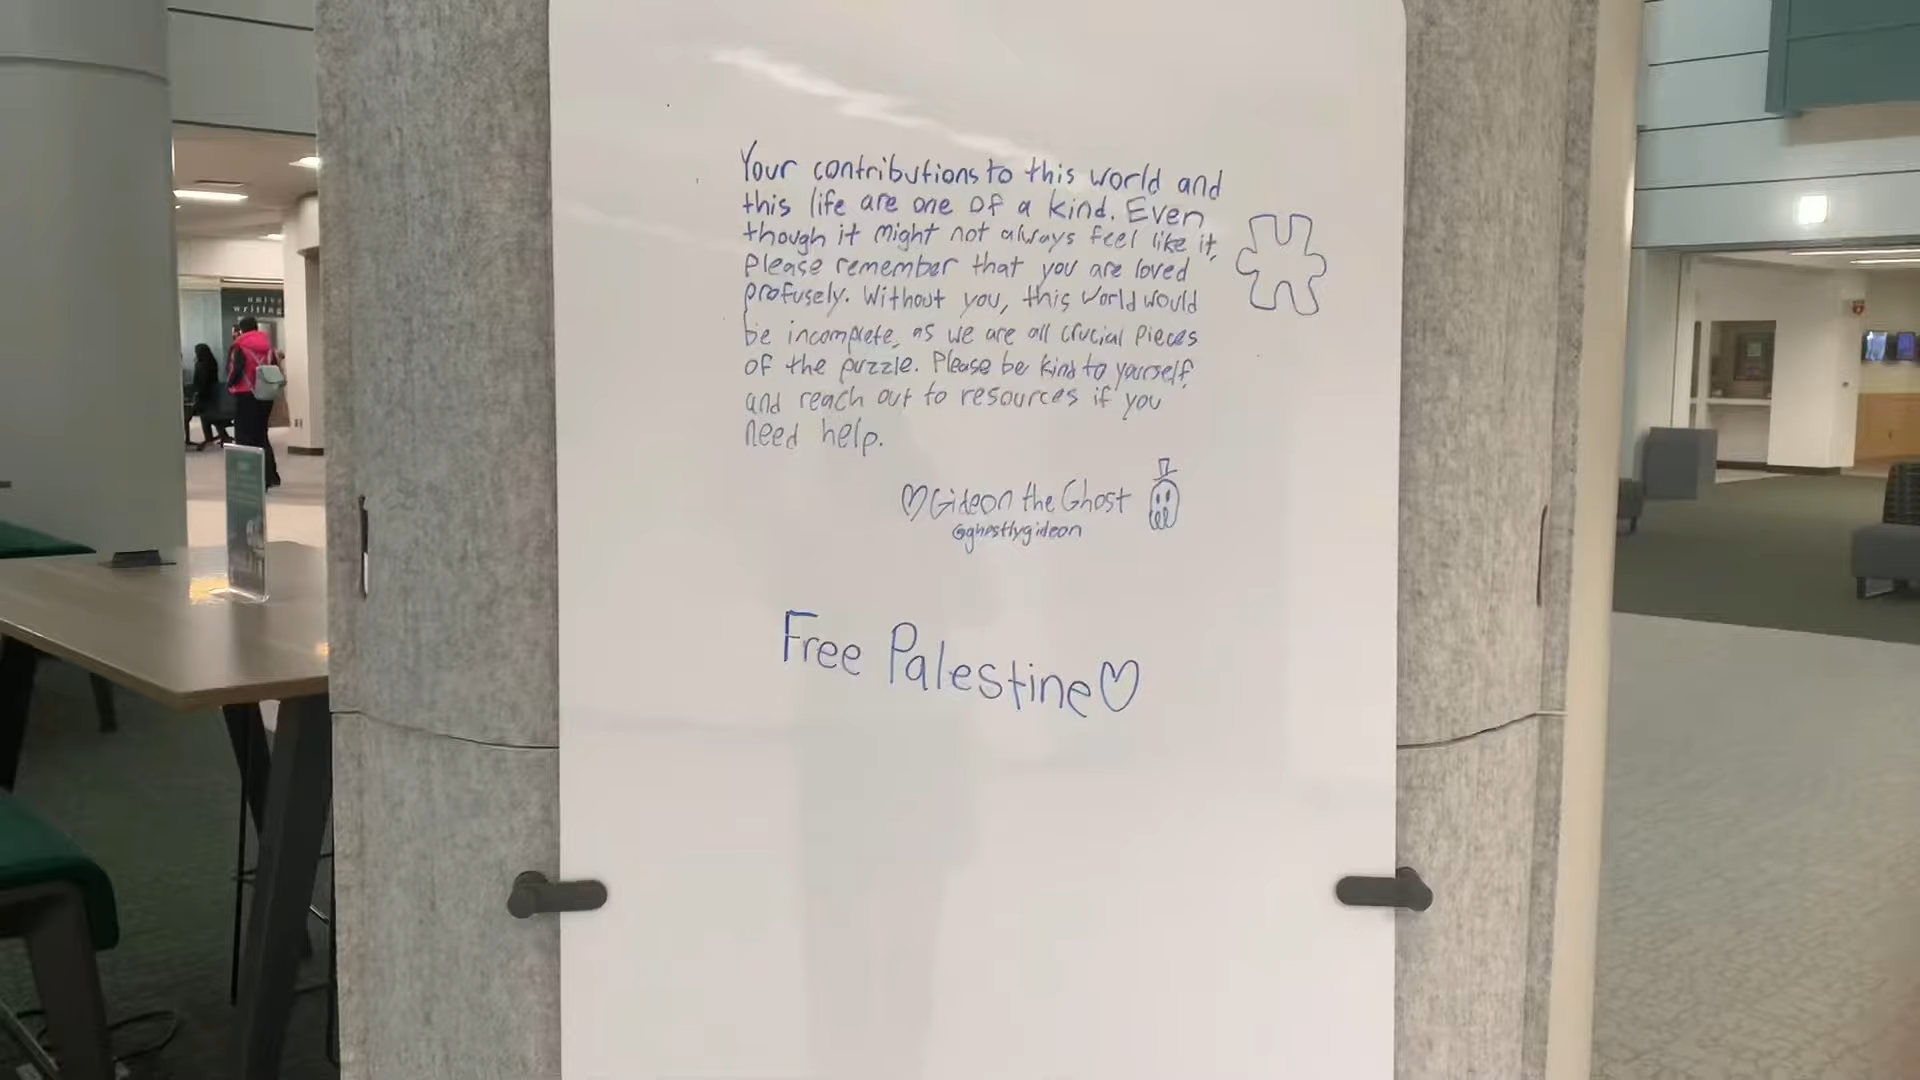 Your contributions to this world and
this life are one of a kind. Even
though it might not always feel like it,
please remember that you are loved
profusely. Without you, this world would
be incomplete, as we are all crucial pieces
of the puzzle. Please be kind to yourself,
and reach out to resources if you
need help.
♡Gideon the Ghost
@ghostlygideon
Free Palestine♡
writing